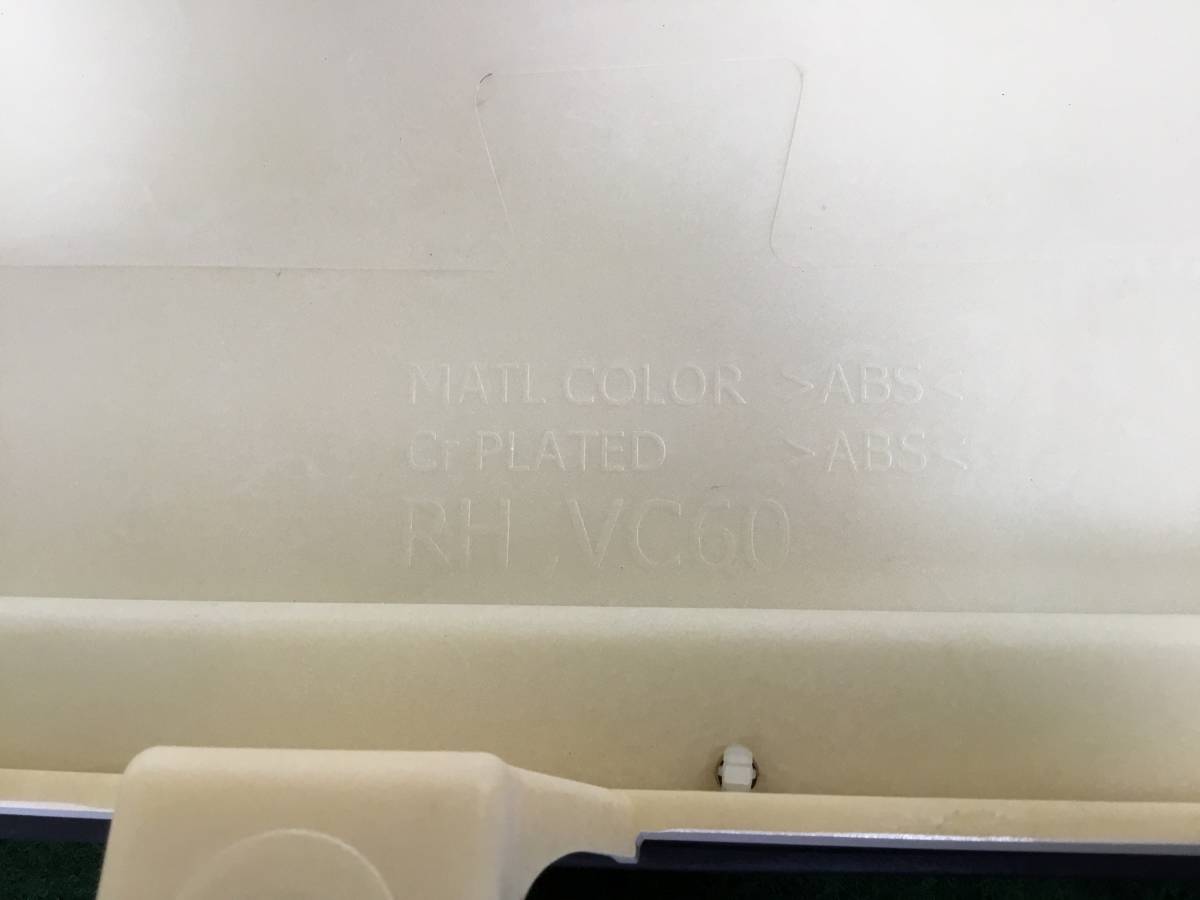 MATL COLOR >ABS<
Cr PLATED >ABS<
RH ,VC60